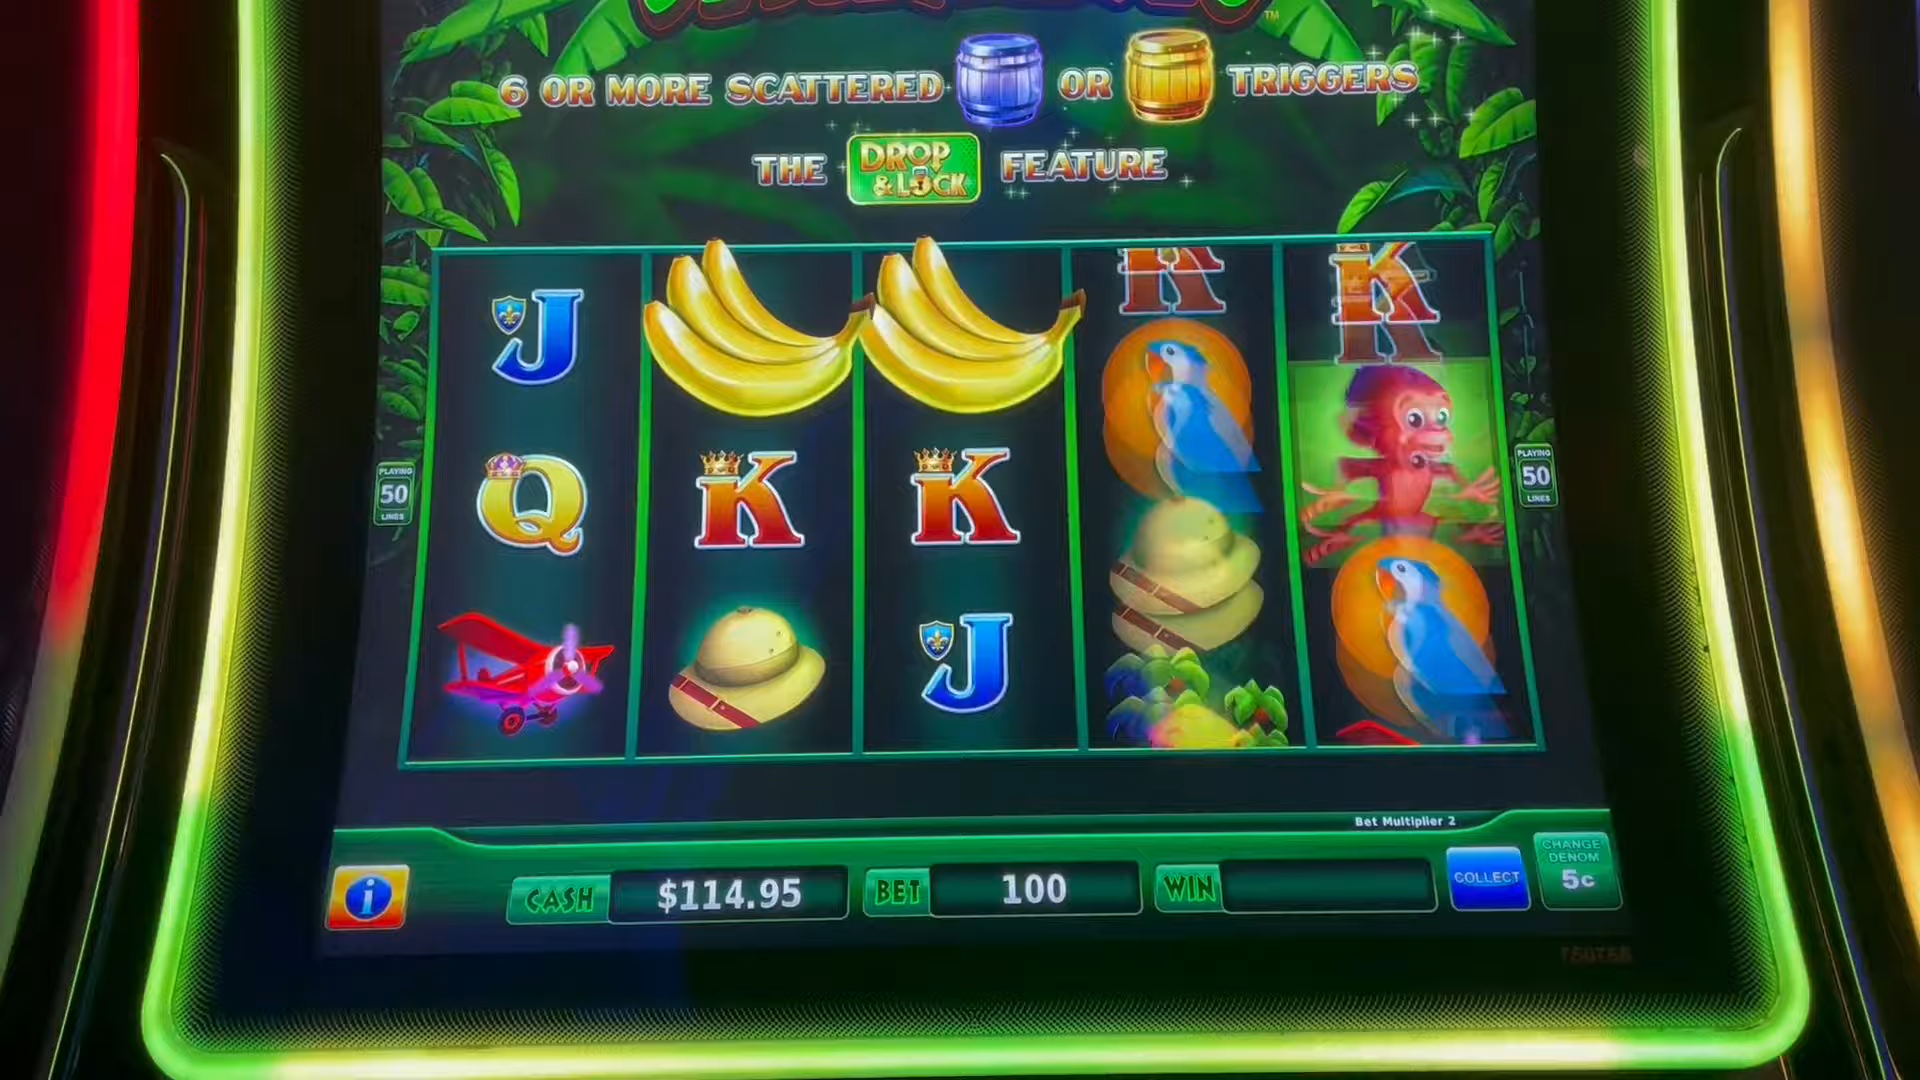 ™
6 OR MORE SCATTERED OR TRIGGERS
THE DROP & LOCK FEATURE
K K
J
Q K K
J
PLAYING 50 LINES
PLAYING 50 LINES
Bet Multiplier 2
i CASH $114.95 BET 100 WIN COLLECT CHANGE DENOM 5c